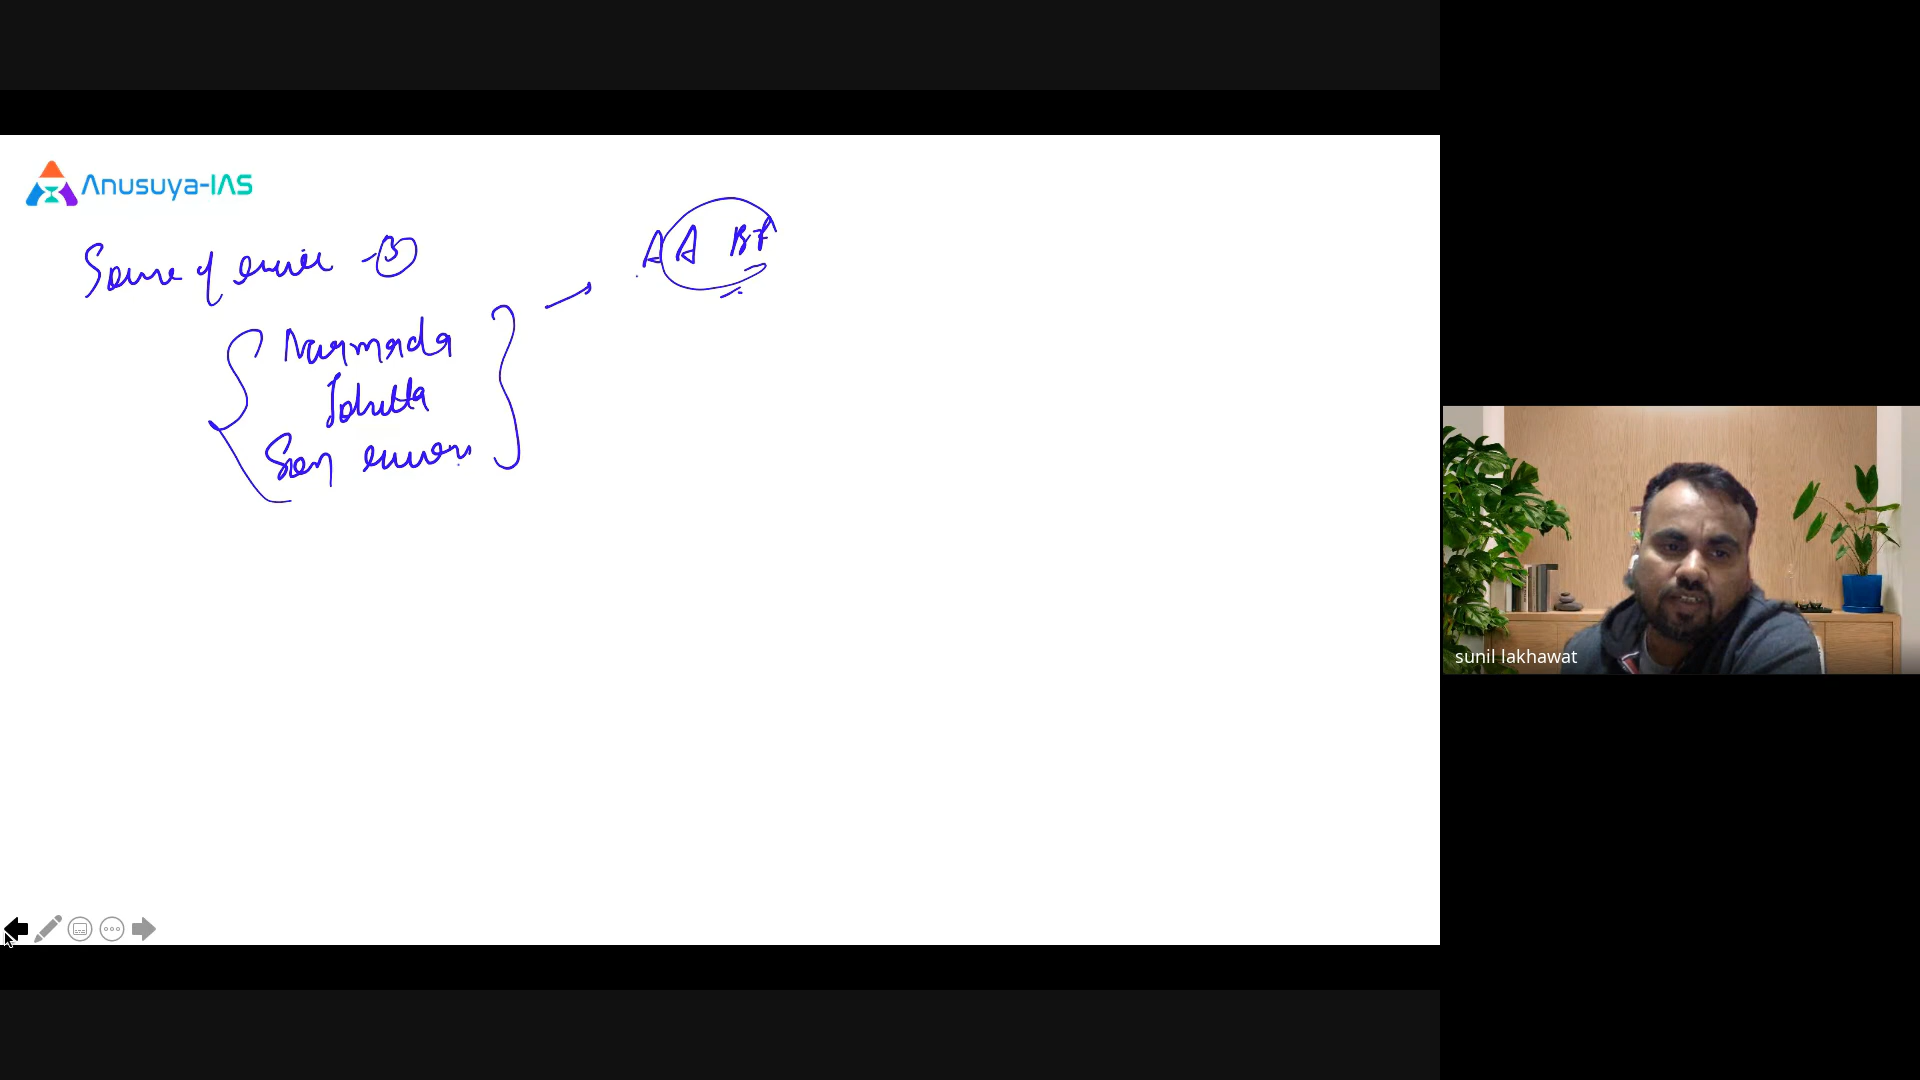 Anusuya-IAS
Source of river - 3
AA BF
Narmada
Johilla
Son river
sunil lakhawat